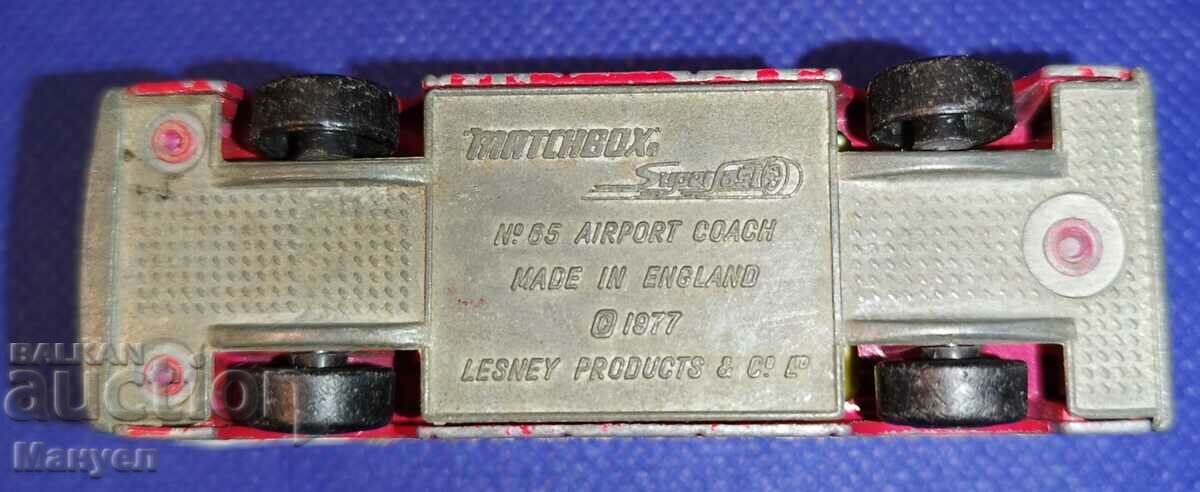 "MATCHBOX"®
Superfast
Nº 65 AIRPORT COACH
MADE IN ENGLAND
© 1977
LESNEY PRODUCTS & Cº Lᴰ
BALKAN
auction
Мануел